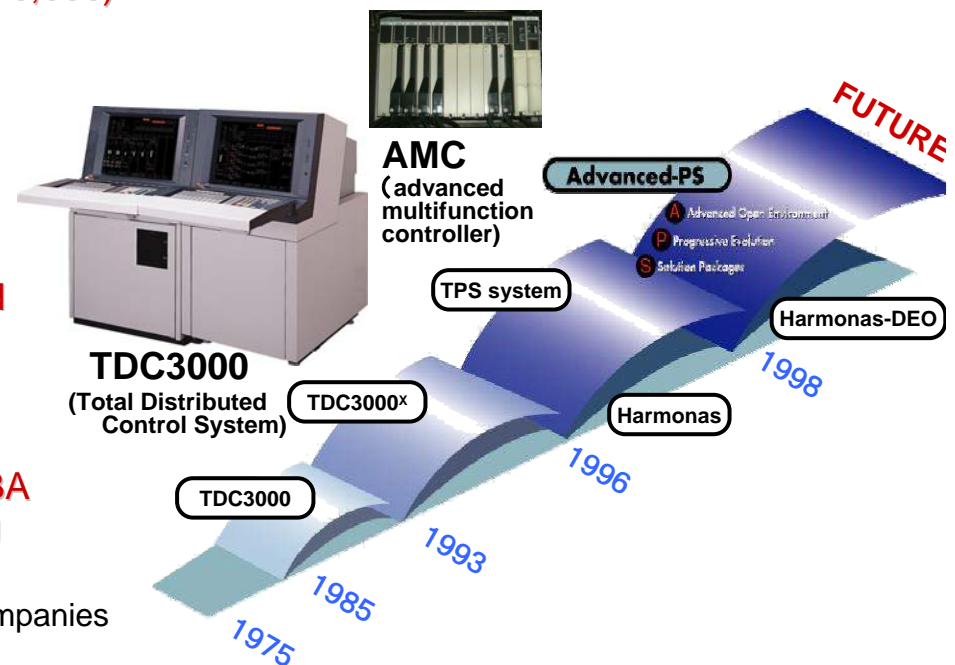 AMC
(advanced
multifunction
controller)
FUTURE
Advanced-PS
A Advanced Open Environment
P Progressive Evolution
S Solution Packages
TPS system
Harmonas-DEO
TDC3000
(Total Distributed
Control System)
TDC3000ˣ
Harmonas
TDC3000
1998
1996
1993
1985
1975